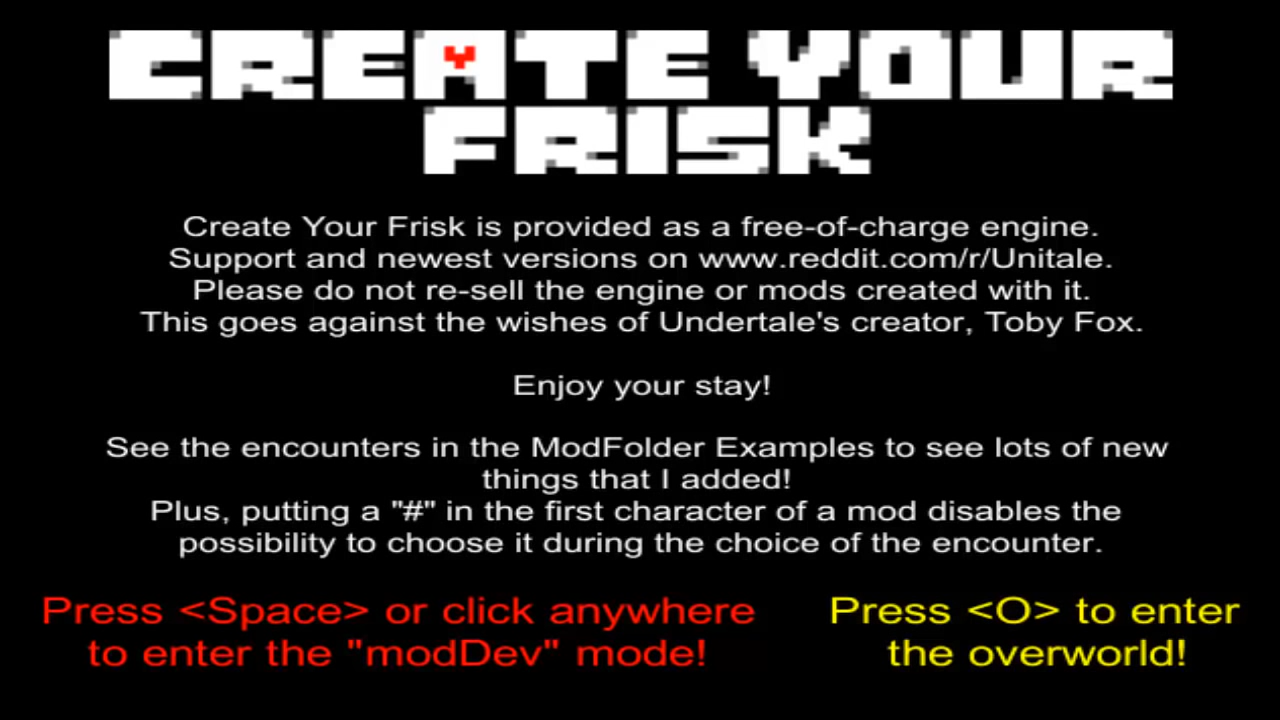 CREATE YOUR
FRISK
Create Your Frisk is provided as a free-of-charge engine.
Support and newest versions on www.reddit.com/r/Unitale.
Please do not re-sell the engine or mods created with it.
This goes against the wishes of Undertale's creator, Toby Fox.
Enjoy your stay!
See the encounters in the ModFolder Examples to see lots of new
things that I added!
Plus, putting a "#" in the first character of a mod disables the
possibility to choose it during the choice of the encounter.
Press <Space> or click anywhere
to enter the "modDev" mode!
Press <O> to enter
the overworld!